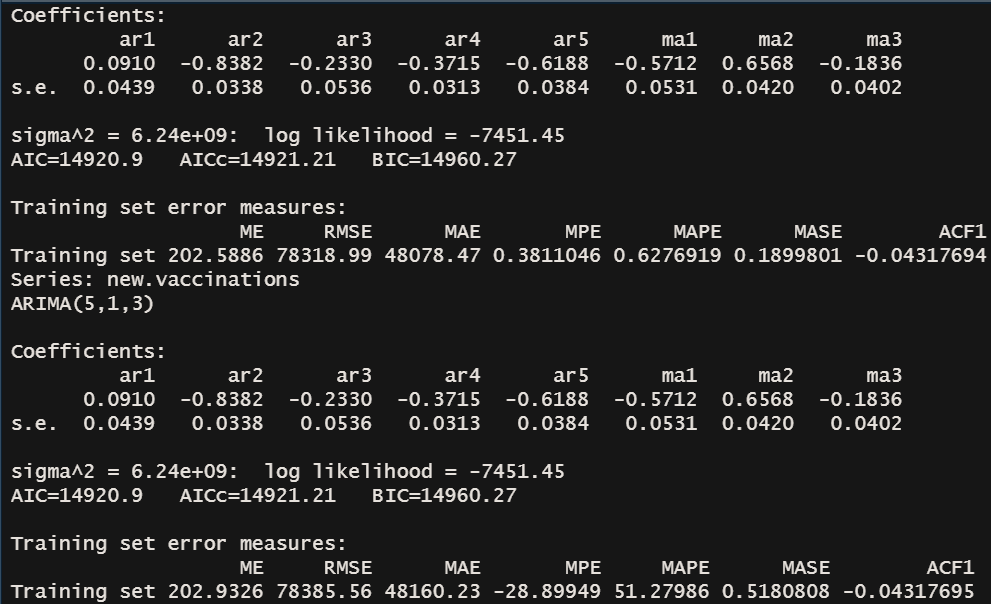 Coefficients:
ar1 ar2 ar3 ar4 ar5 ma1 ma2 ma3
0.0910 -0.8382 -0.2330 -0.3715 -0.6188 -0.5712 0.6568 -0.1836
s.e. 0.0439 0.0338 0.0536 0.0313 0.0384 0.0531 0.0420 0.0402
sigma^2 = 6.24e+09: log likelihood = -7451.45
AIC=14920.9 AICc=14921.21 BIC=14960.27
Training set error measures:
ME RMSE MAE MPE MAPE MASE ACF1
Training set 202.5886 78318.99 48078.47 0.3811046 0.6276919 0.1899801 -0.04317694
Series: new.vaccinations
ARIMA(5,1,3)
Coefficients:
ar1 ar2 ar3 ar4 ar5 ma1 ma2 ma3
0.0910 -0.8382 -0.2330 -0.3715 -0.6188 -0.5712 0.6568 -0.1836
s.e. 0.0439 0.0338 0.0536 0.0313 0.0384 0.0531 0.0420 0.0402
sigma^2 = 6.24e+09: log likelihood = -7451.45
AIC=14920.9 AICc=14921.21 BIC=14960.27
Training set error measures:
ME RMSE MAE MPE MAPE MASE ACF1
Training set 202.9326 78385.56 48160.23 -28.89949 51.27986 0.5180808 -0.04317695